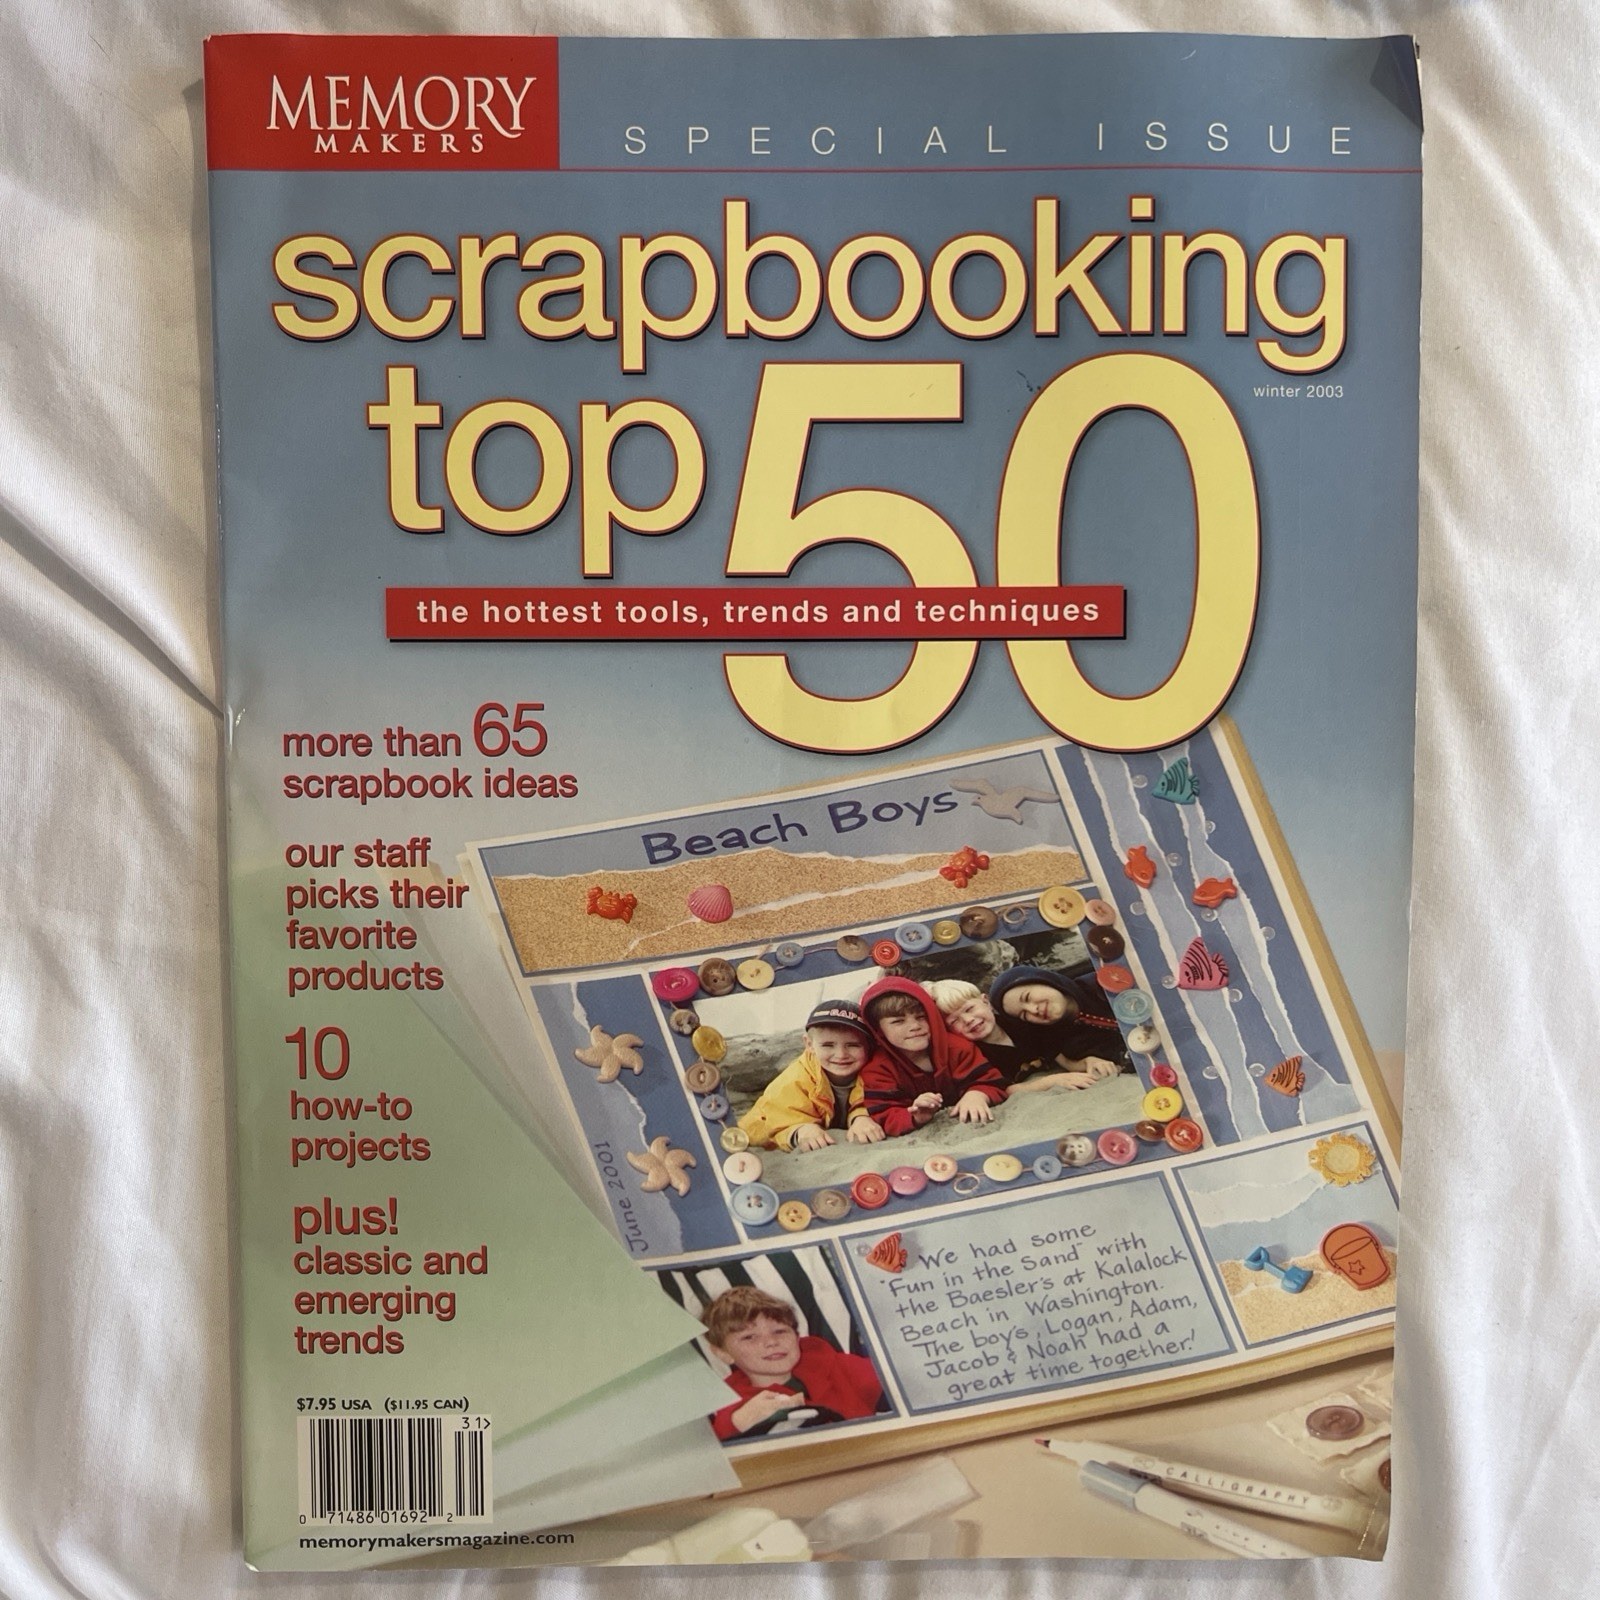 MEMORY
MAKERS
SPECIAL ISSUE
scrapbooking
top 50
winter 2003
the hottest tools, trends and techniques
more than 65
scrapbook ideas
our staff
picks their
favorite
products
10
how-to
projects
plus!
classic and
emerging
trends
$7.95 USA ($11.95 CAN)
31>
0 71486 01692 2
memorymakersmagazine.com
Beach Boys
GAP
June 2001
We had some
"Fun in the Sand" with
the Baesler's at Kalalock
Beach in Washington.
The boys, Logan, Adam,
Jacob & Noah had a
great time together!
CALLIGRAPHY